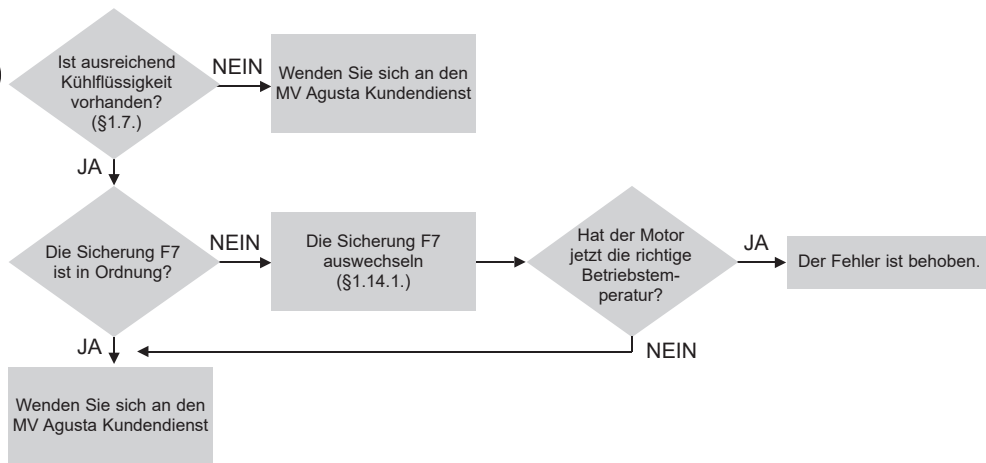 Ist ausreichend
Kühlflüssigkeit
vorhanden?
(§1.7.)
NEIN
Wenden Sie sich an den
MV Agusta Kundendienst
JA
Die Sicherung F7
ist in Ordnung?
NEIN
Die Sicherung F7
auswechseln
(§1.14.1.)
Hat der Motor
jetzt die richtige
Betriebstem-
peratur?
JA
Der Fehler ist behoben.
JA
NEIN
Wenden Sie sich an den
MV Agusta Kundendienst